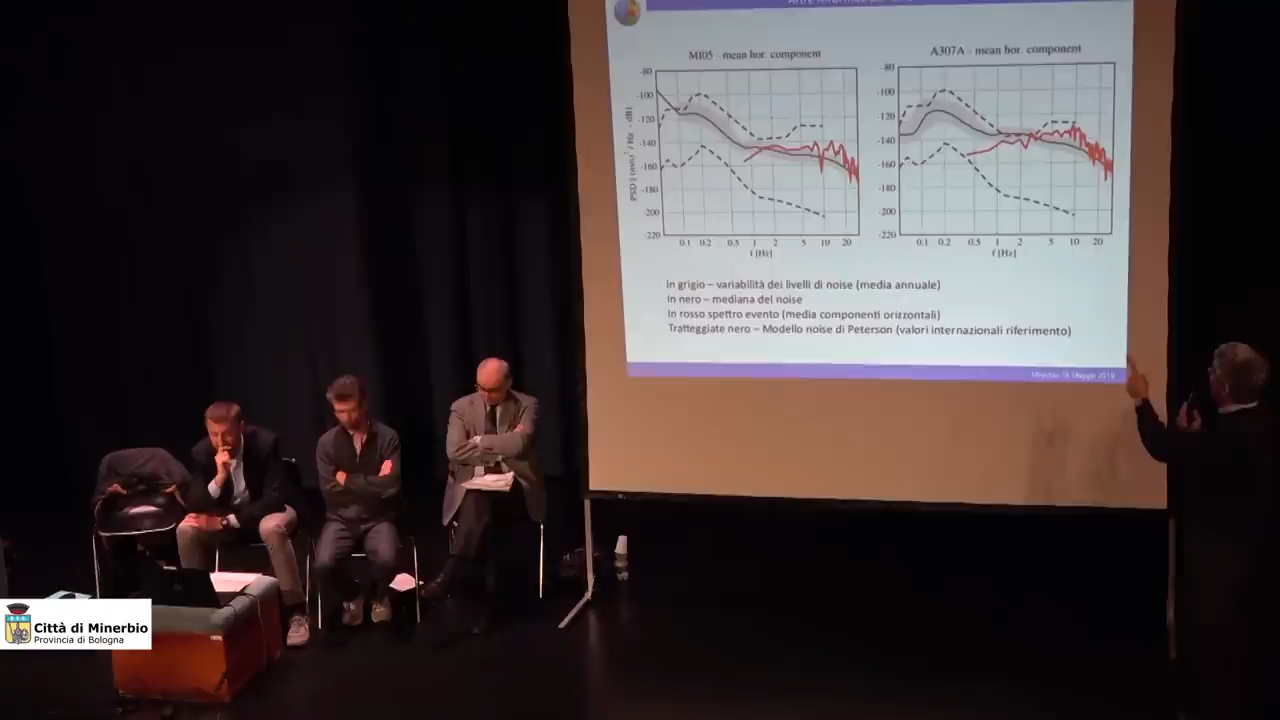 MI05 - mean hor. component
A307A - mean hor. component
-80
-100
-120
-140
-160
-180
-200
-220
0.1 0.2 0.5 1 2 5 10 20
f [Hz]
-80
-100
-120
-140
-160
-180
-200
-220
0.1 0.2 0.5 1 2 5 10 20
f [Hz]
In grigio – variabilità dei livelli di noise (media annuale)
In nero – mediana del noise
In rosso spettro evento (media componenti orizzontali)
Tratteggiate nero – Modello noise di Peterson (valori internazionali riferimento)
Minerbio Maggio
Città di Minerbio
Provincia di Bologna